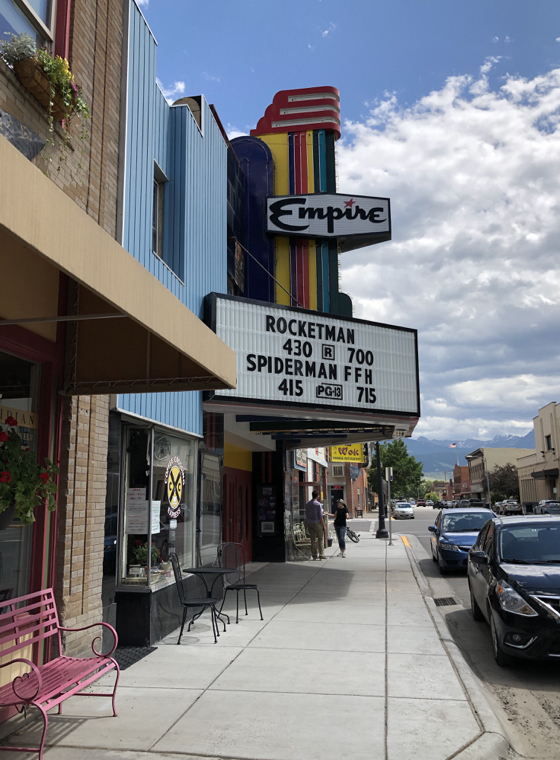 Empire
ROCKETMAN
430 R 700
SPIDERMAN FFH
415 PG-13 715
Wok